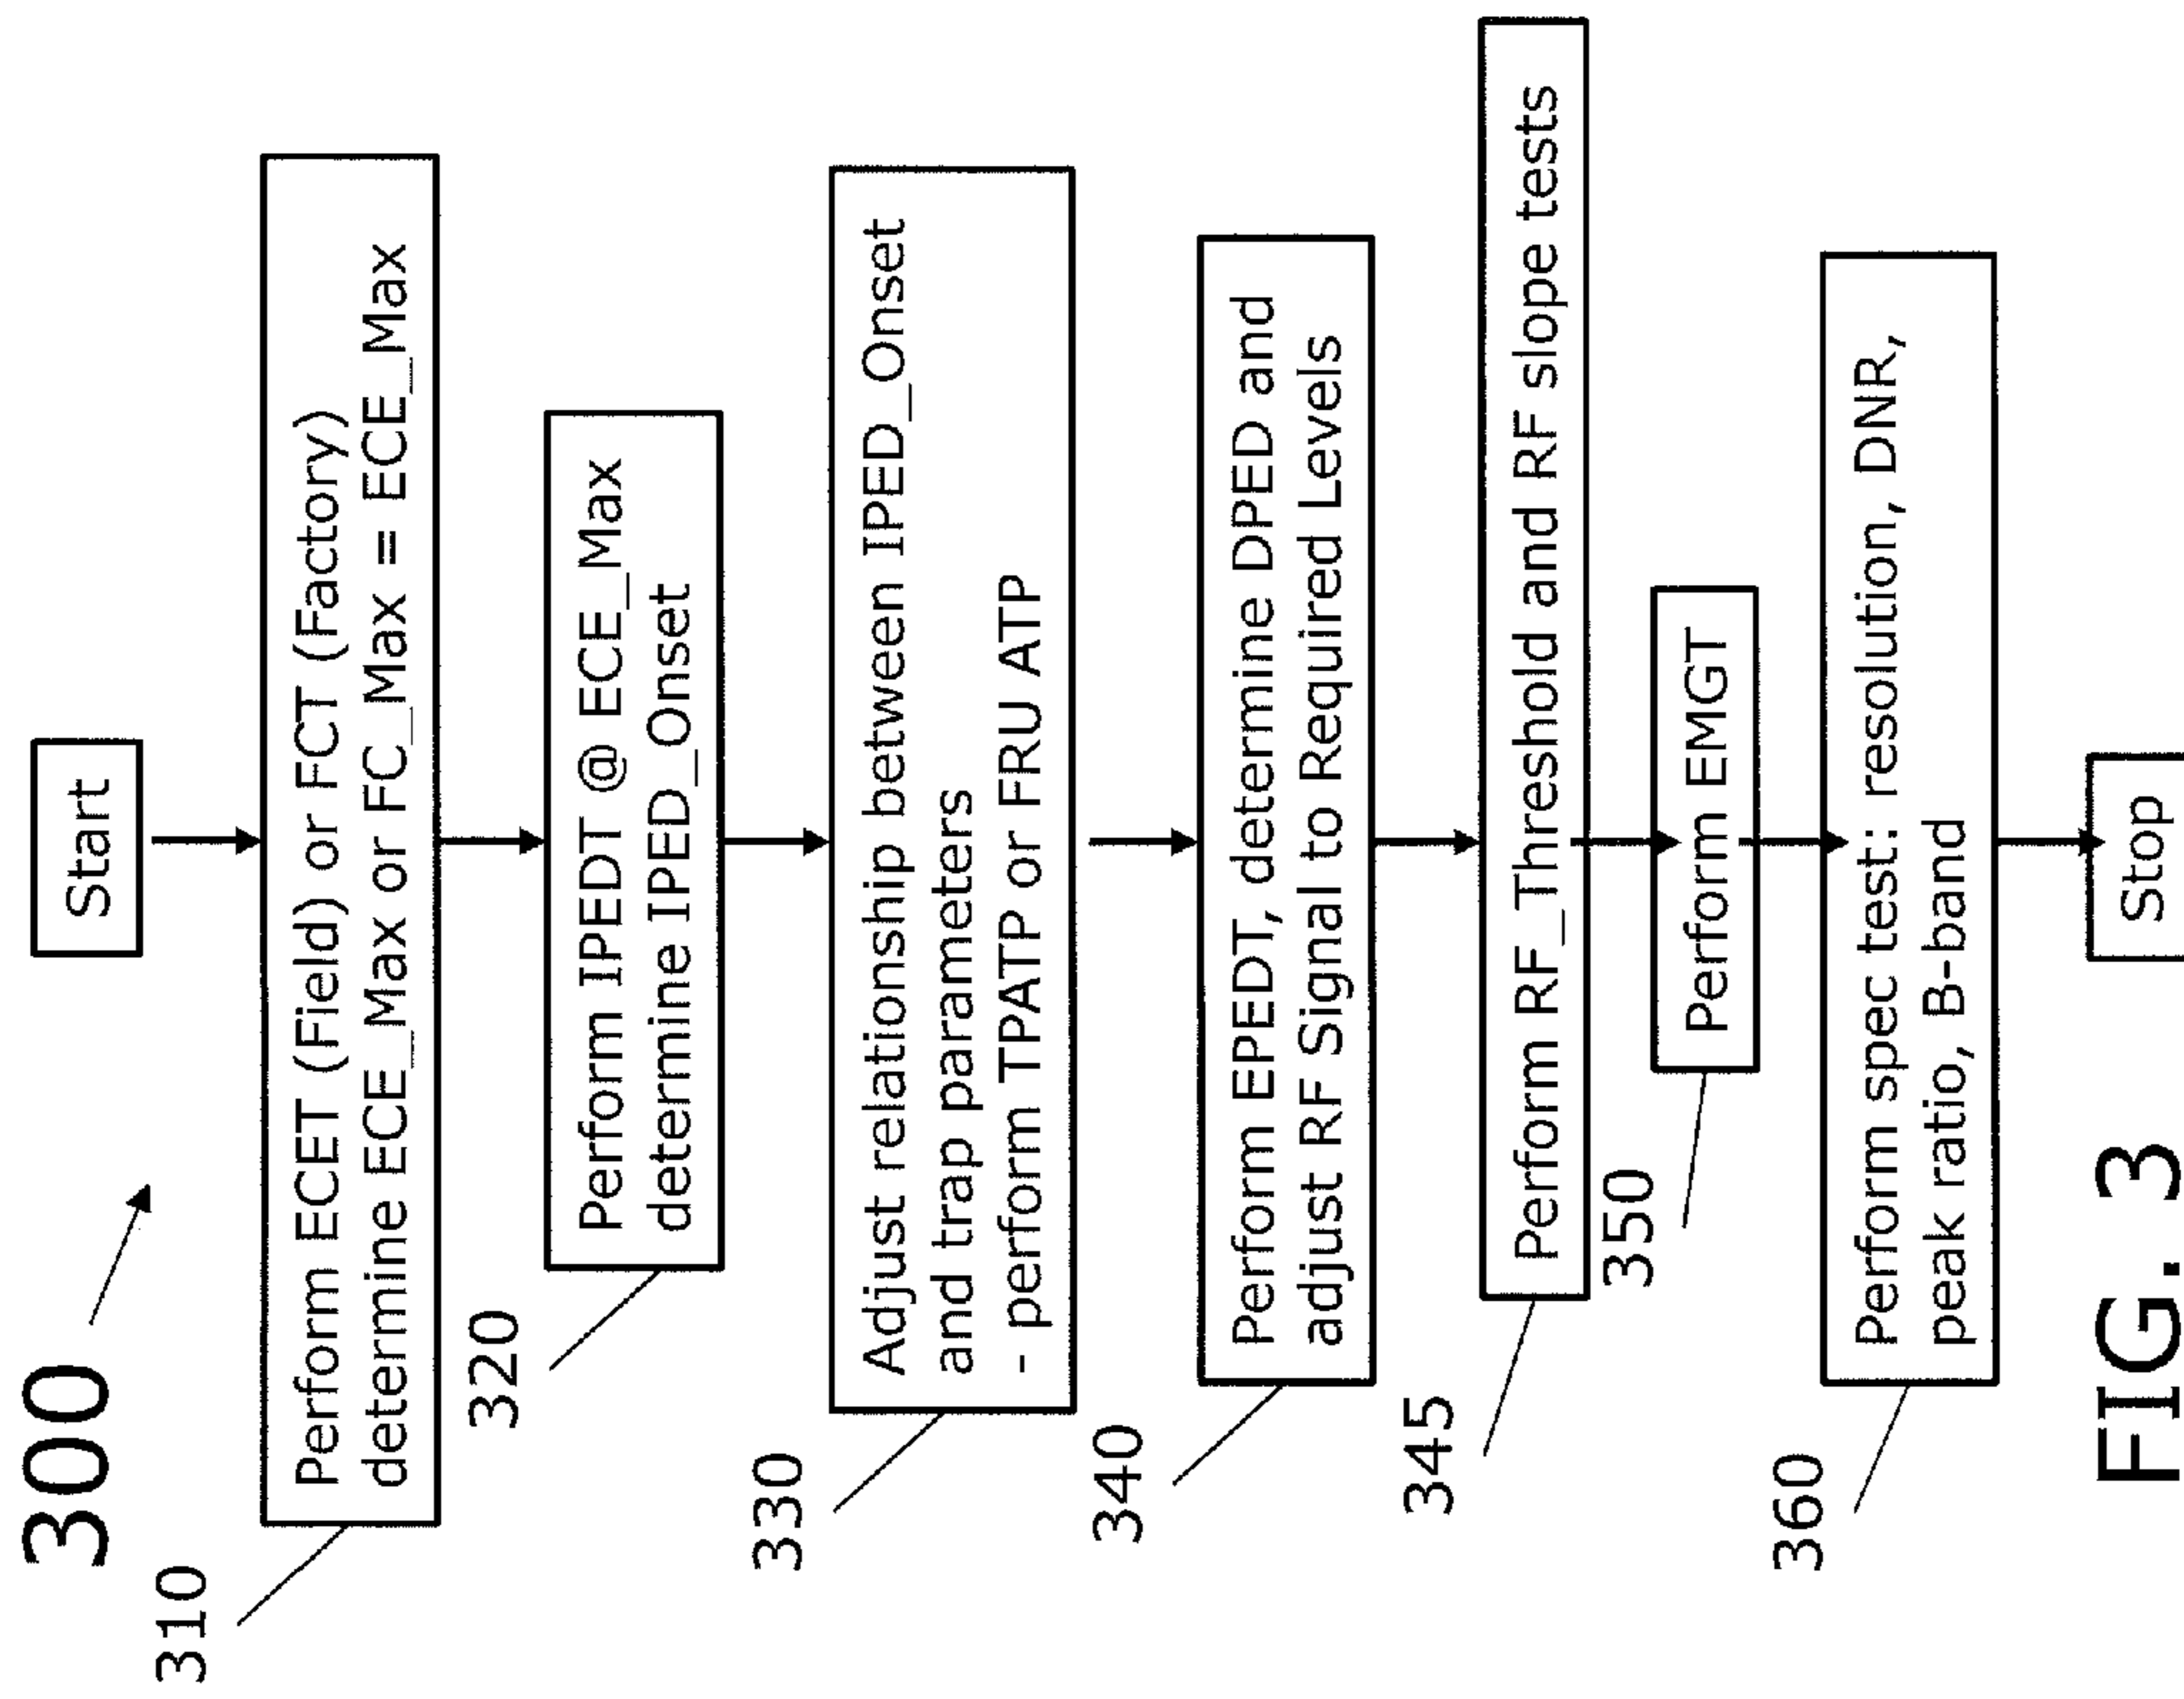 300
Start
310
Perform ECET (Field) or FCT (Factory)
determine ECE_Max or FC_Max = ECE_Max
320
Perform IPEDT @ ECE_Max
determine IPED_Onset
330
Adjust relationship between IPED_Onset
and trap parameters
- perform TPATP or FRU ATP
340
Perform EPEDT, determine DPED and
adjust RF Signal to Required Levels
345
Perform RF_Threshold and RF slope tests
350
Perform EMGT
360
Perform spec test: resolution, DNR,
peak ratio, B-band
Stop
FIG. 3